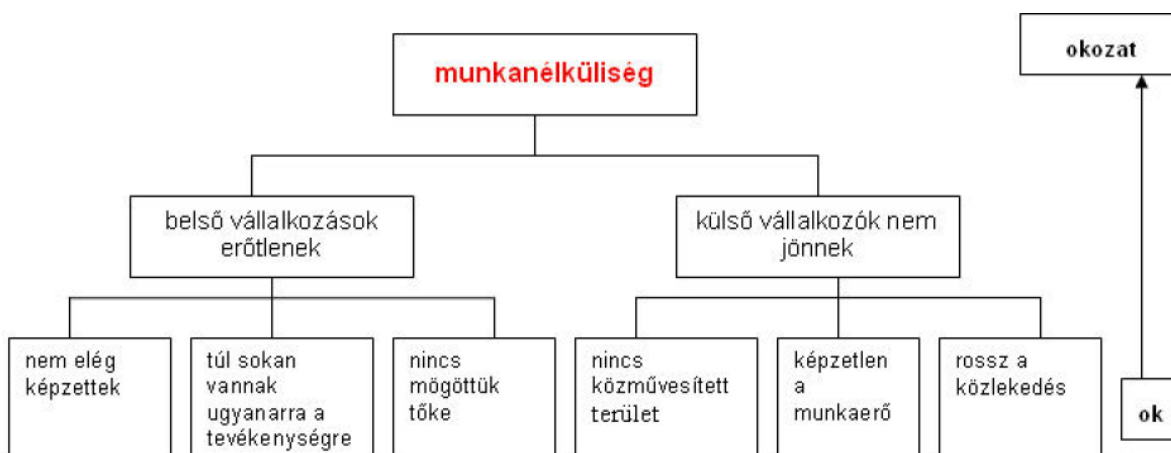 munkanélküliség
okozat
belső vállalkozások
erőtlenek
külső vállalkozók nem
jönnek
nem elég
képzettek
túl sokan
vannak
ugyanarra a
tevékenységre
nincs
mögöttük
tőke
nincs
közművesített
terület
képzetlen
a
munkaerő
rossz a
közlekedés
ok